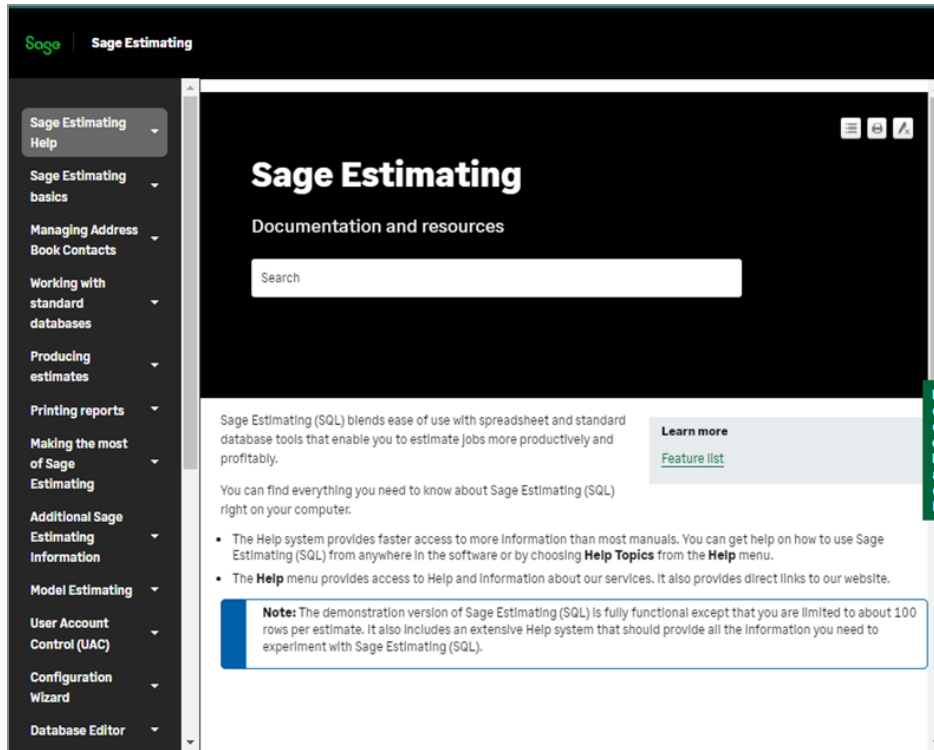 Sage
Sage Estimating
Sage Estimating
Help
Sage Estimating
basics
Managing Address
Book Contacts
Working with
standard
databases
Producing
estimates
Printing reports
Making the most
of Sage
Estimating
Additional Sage
Estimating
Information
Model Estimating
User Account
Control (UAC)
Configuration
Wizard
Database Editor
Sage Estimating
Documentation and resources
Search
Sage Estimating (SQL) blends ease of use with spreadsheet and standard
database tools that enable you to estimate jobs more productively and
profitably.
Learn more
Feature list
You can find everything you need to know about Sage Estimating (SQL)
right on your computer.
• The Help system provides faster access to more information than most manuals. You can get help on how to use Sage
Estimating (SQL) from anywhere in the software or by choosing Help Topics from the Help menu.
• The Help menu provides access to Help and information about our services. It also provides direct links to our website.
Note: The demonstration version of Sage Estimating (SQL) is fully functional except that you are limited to about 100
rows per estimate. It also includes an extensive Help system that should provide all the information you need to
experiment with Sage Estimating (SQL).